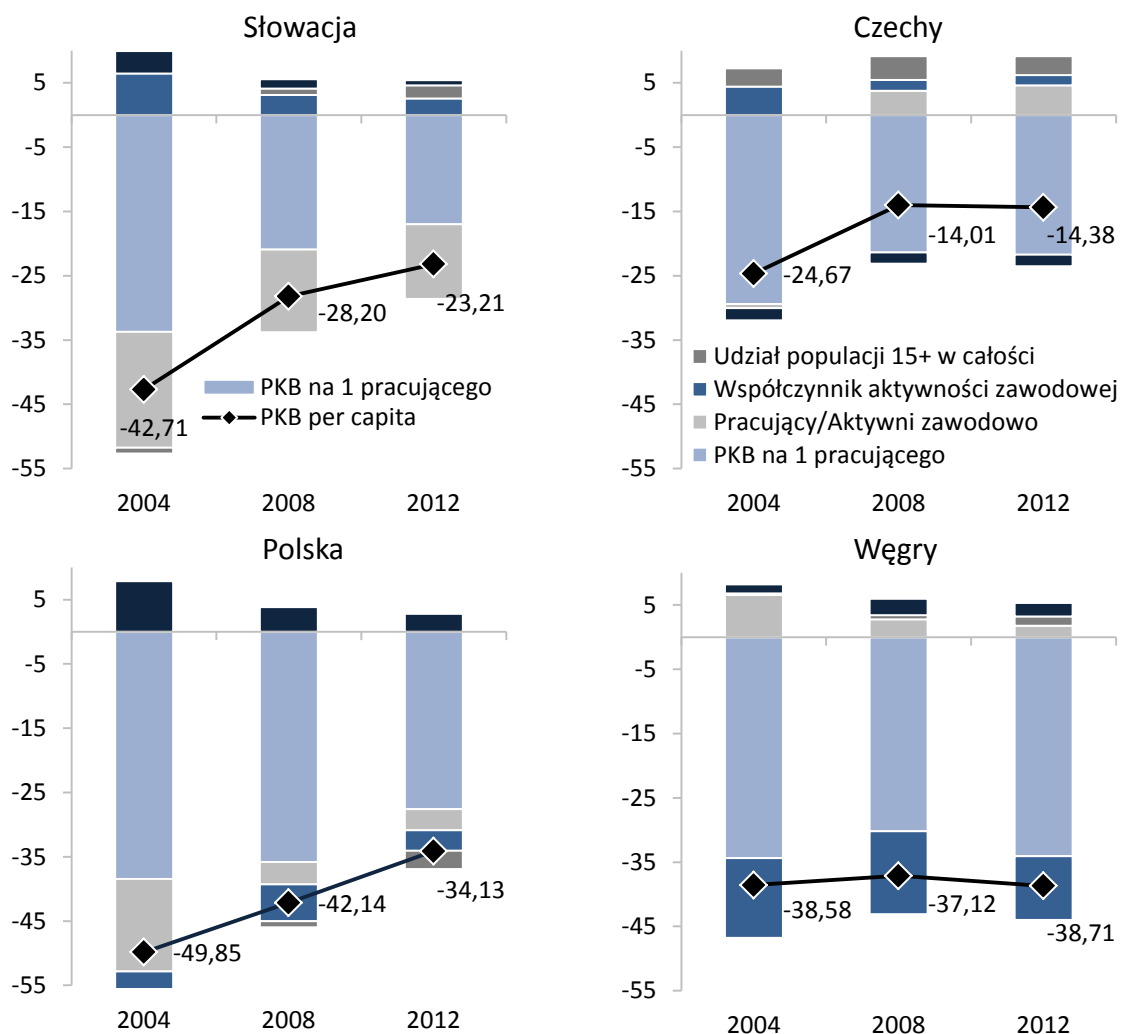 Słowacja
5
-5
-15
-25
-35
-45
-55
-42,71
-28,20
-23,21
PKB na 1 pracującego
PKB per capita
2004 2008 2012
Czechy
5
-5
-15
-25
-35
-45
-55
-24,67
-14,01
-14,38
Udział populacji 15+ w całości
Współczynnik aktywności zawodowej
Pracujący/Aktywni zawodowo
PKB na 1 pracującego
2004 2008 2012
Polska
5
-5
-15
-25
-35
-45
-55
-49,85
-42,14
-34,13
2004 2008 2012
Węgry
5
-5
-15
-25
-35
-45
-55
-38,58
-37,12
-38,71
2004 2008 2012